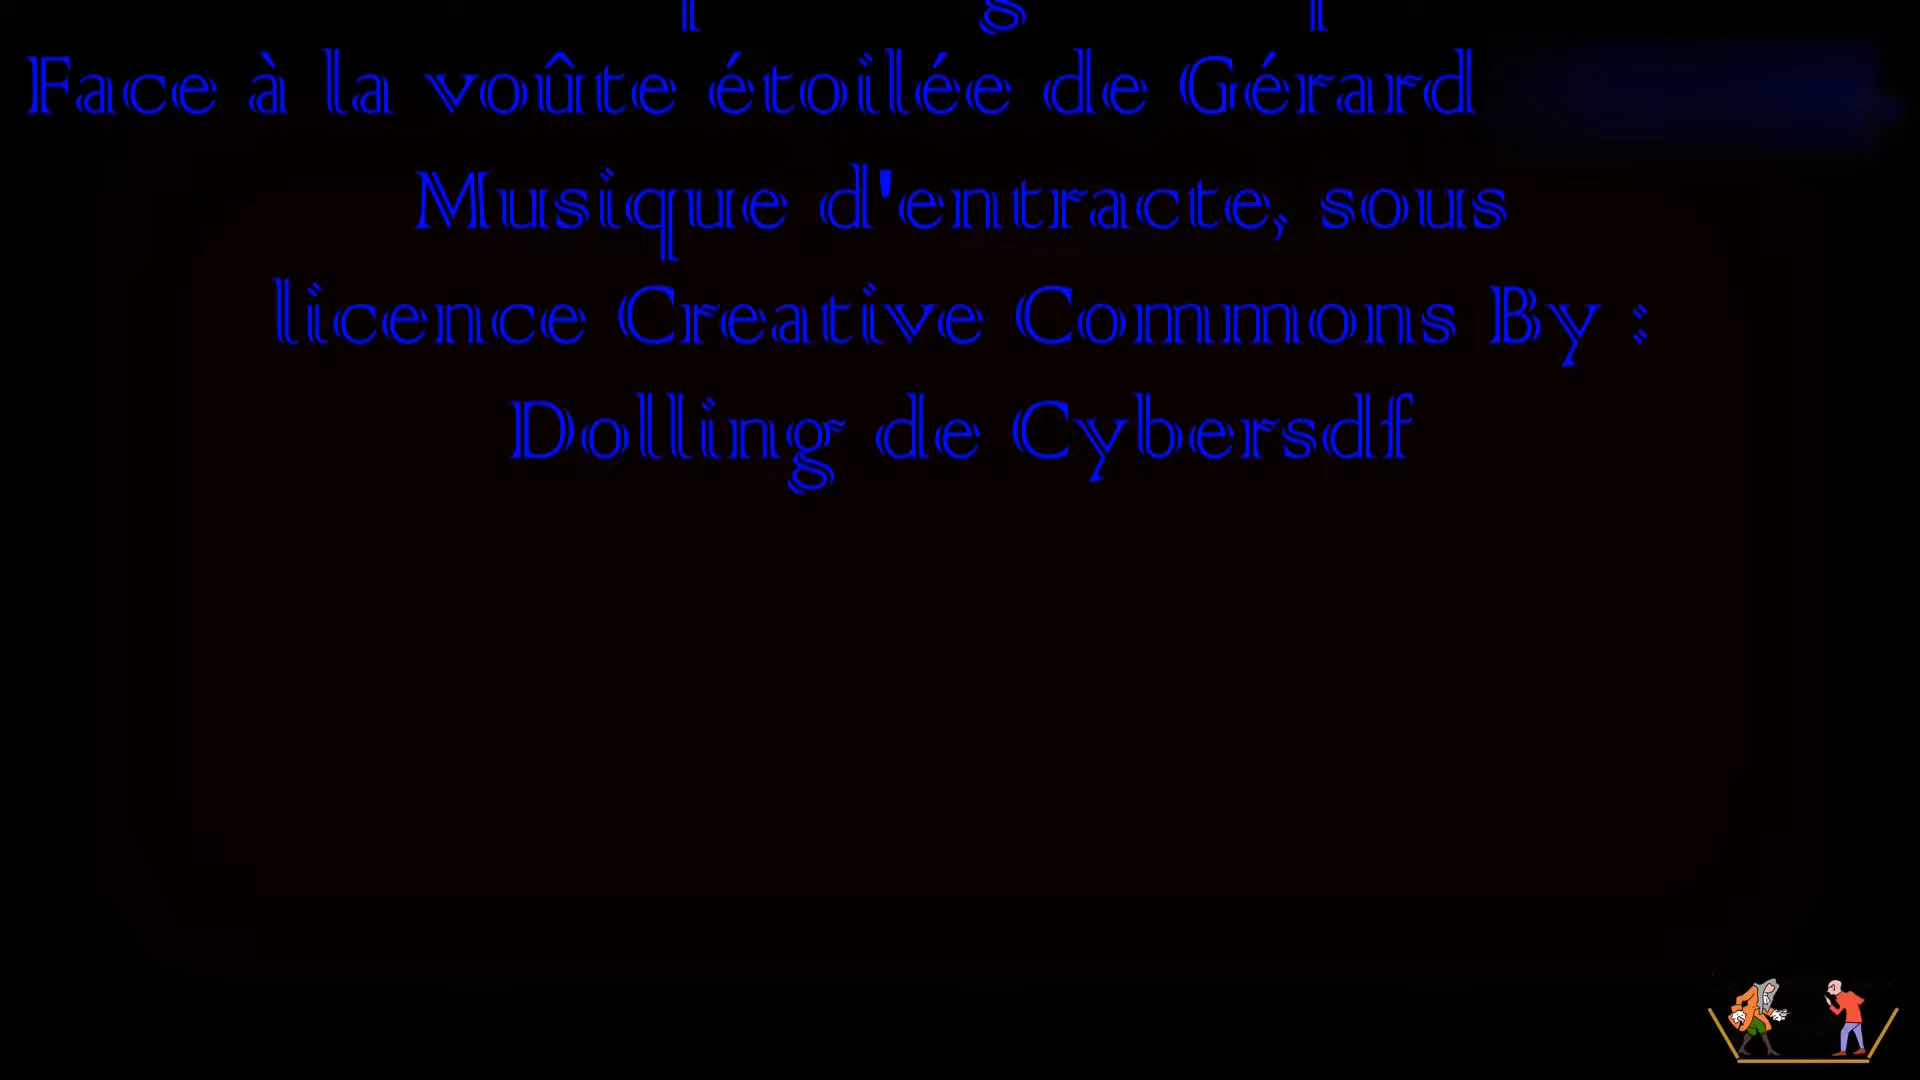 Face à la voûte étoilée de Gérard
Musique d'entracte, sous
licence Creative Commons By :
Dolling de Cybersdf